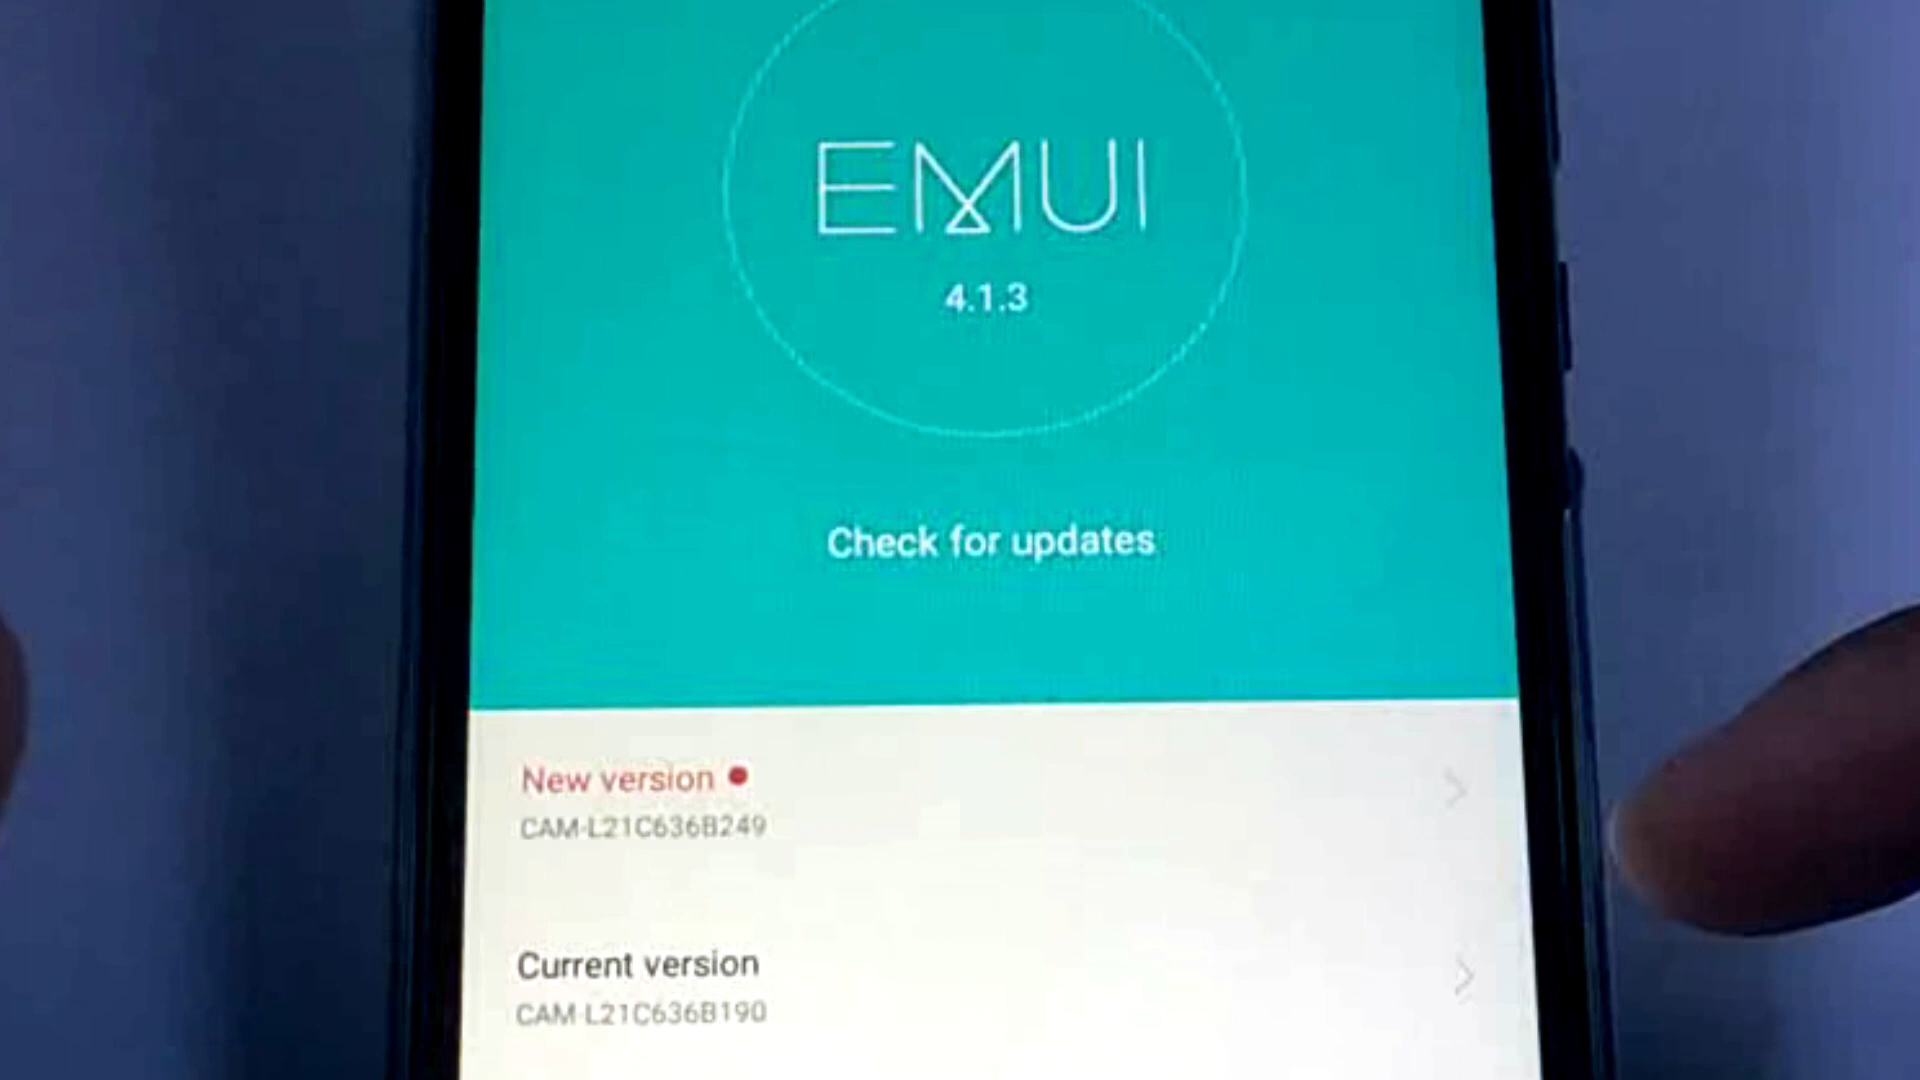 EMUI
4.1.3
Check for updates
New version
CAM-L21C636B249
Current version
CAM-L21C636B190